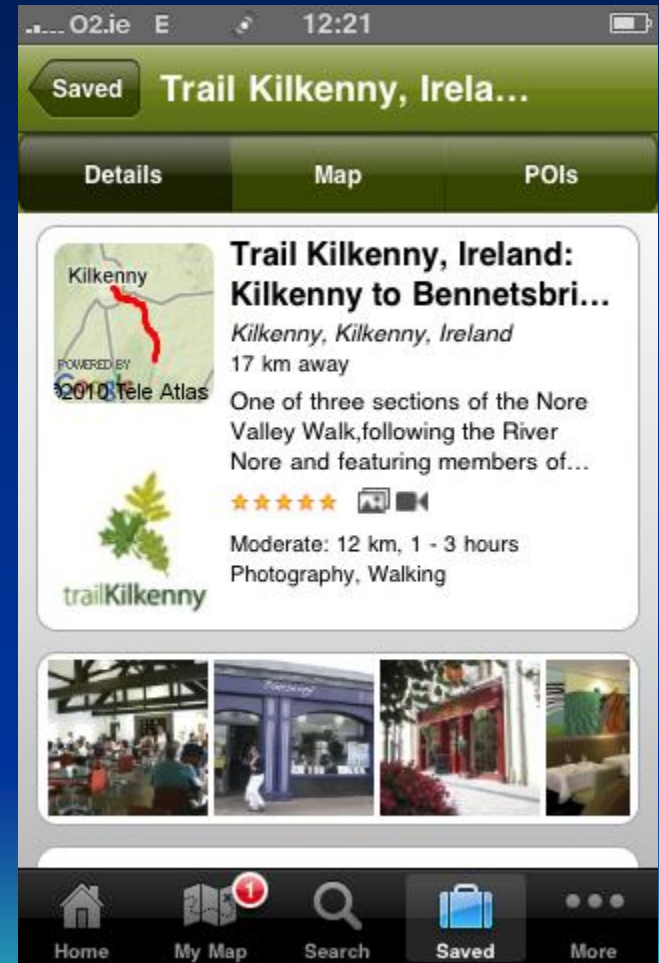 O2.ie E 12:21
Saved Trail Kilkenny, Irela...
Details Map POIs
Kilkenny
POWERED BY
Google
©2010 Tele Atlas
trailKilkenny
Trail Kilkenny, Ireland:
Kilkenny to Bennetsbri...
Kilkenny, Kilkenny, Ireland
17 km away
One of three sections of the Nore
Valley Walk,following the River
Nore and featuring members of...
Moderate: 12 km, 1 - 3 hours
Photography, Walking
1
Home My Map Search Saved More